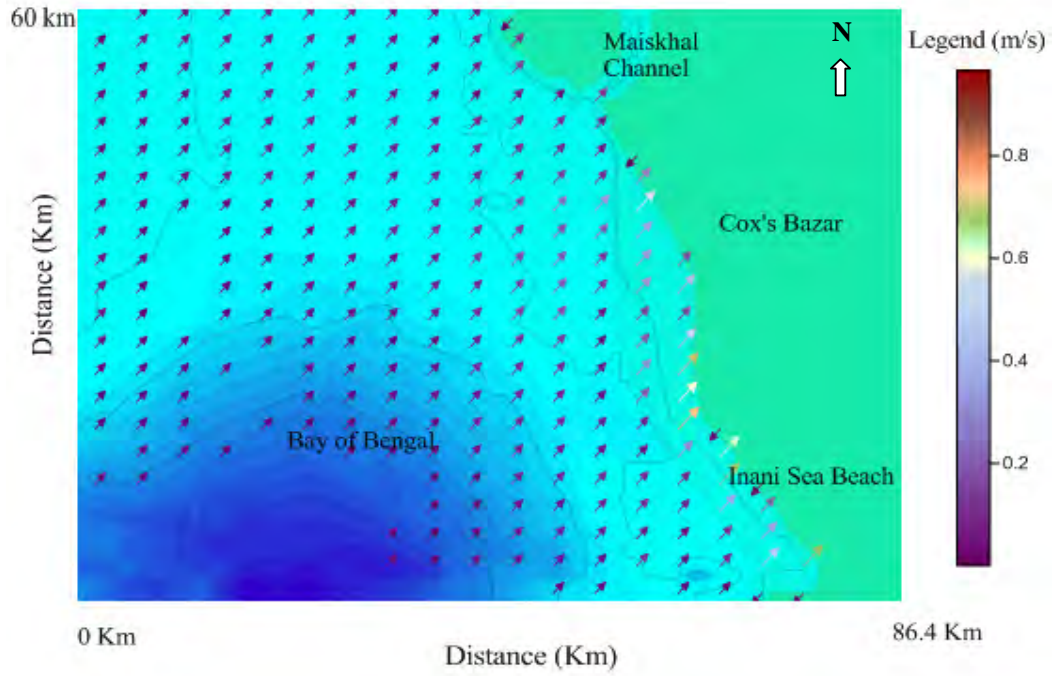 60 km
Maiskhal
Channel
N
Legend (m/s)
0.8
Cox's Bazar
0.6
Distance (Km)
0.4
Bay of Bengal
Inani Sea Beach
0.2
0 Km
86.4 Km
Distance (Km)